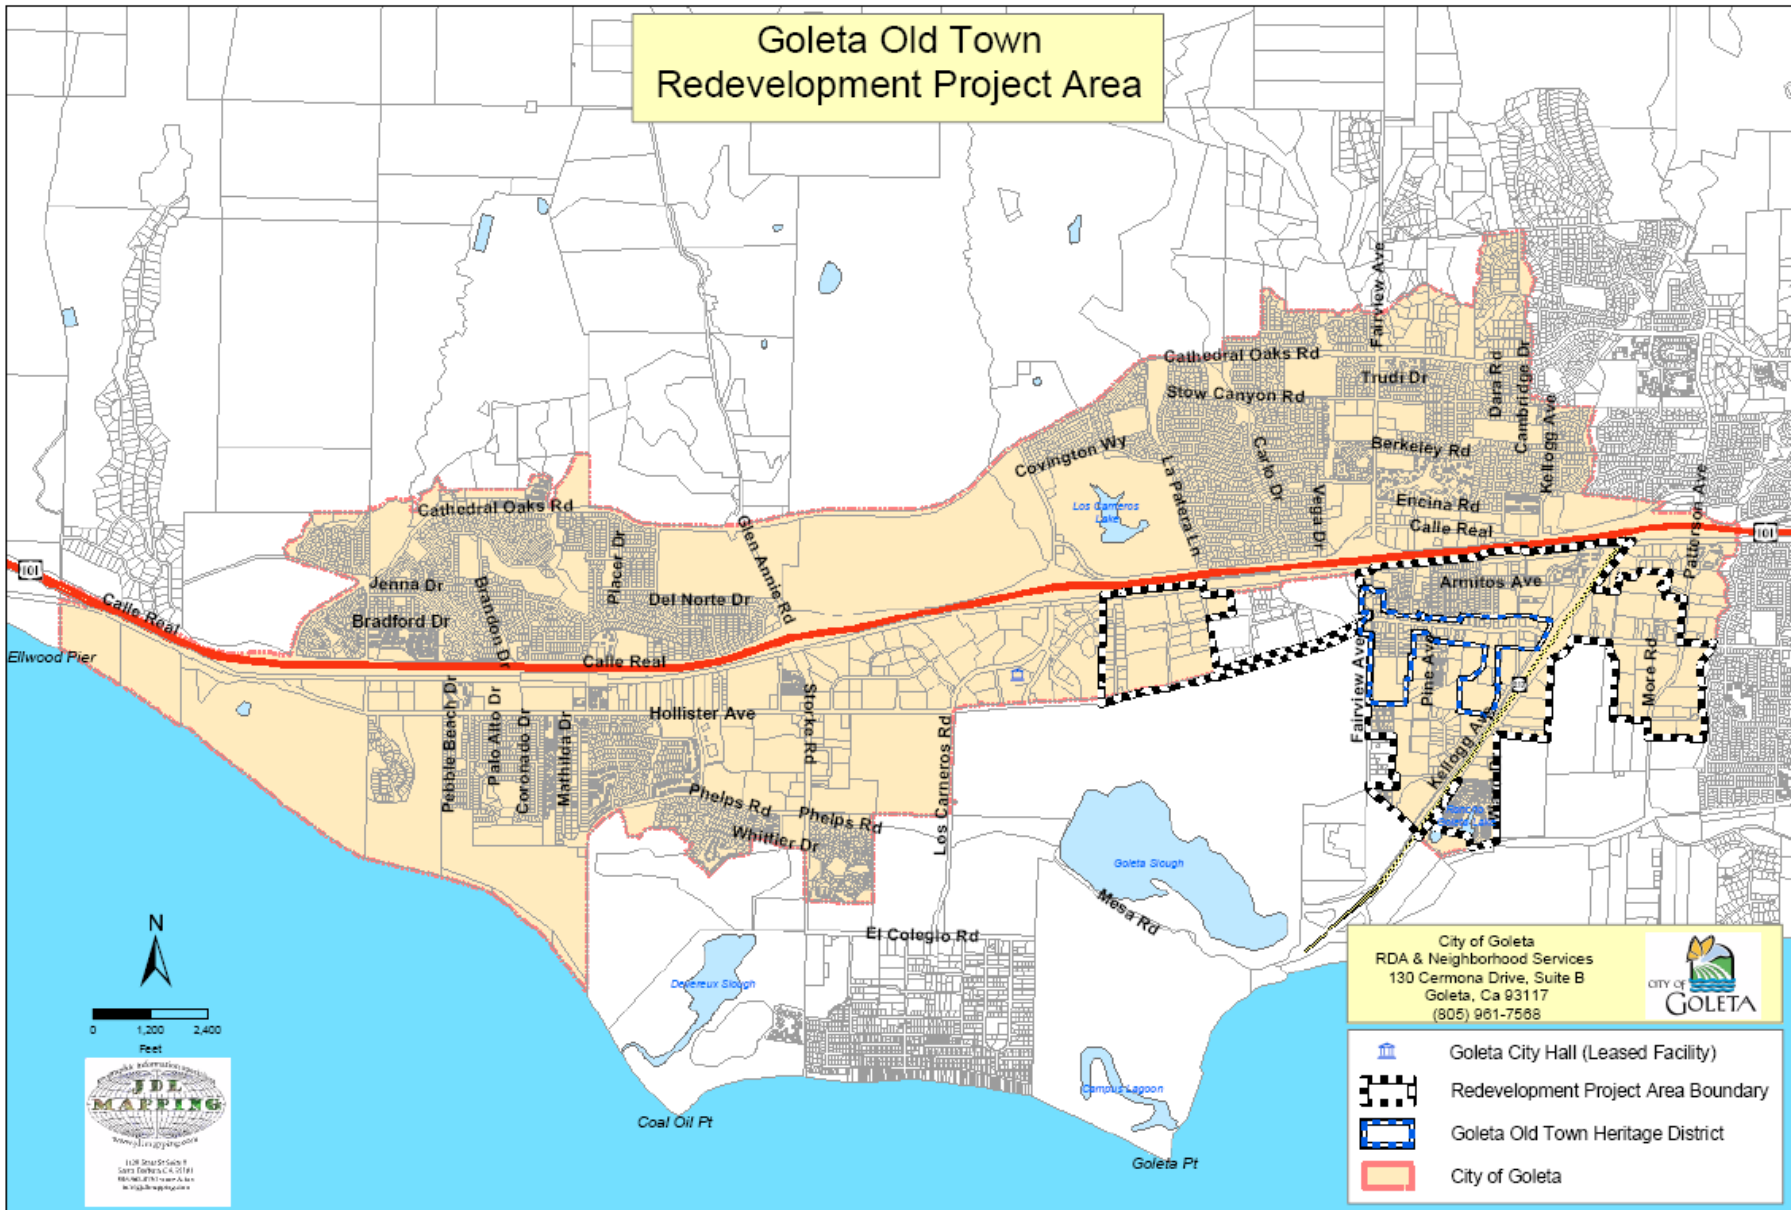 Goleta Old Town
Redevelopment Project Area
Fairview Ave
Cathedral Oaks Rd
Trudi Dr
Dara Rd
Cambridge Dr
Stow Canyon Rd
Kellogg Ave
Covington Wy
Carlo Dr
Berkeley Rd
La Patera Ln
Vega Dr
Encina Rd
Calle Real
Patterson Ave
Los Carneros
Lake
101
101
Cathedral Oaks Rd
Glen Annie Rd
Placer Dr
Jenna Dr
Brandon Dr
Del Norte Dr
Bradford Dr
Calle Real
Calle Real
Armitos Ave
Ellwood Pier
Fairview Ave
Pine Ave
More Rd
Pebble Beach Dr
Palo Alto Dr
Coronado Dr
Mathilda Dr
Hollister Ave
Storke Rd
Los Carneros Rd
Kellogg Ave
Phelps Rd
Phelps Rd
Whittier Dr
Goleta Slough
Mesa Rd
El Colegio Rd
Devereux Slough
Campus Lagoon
Coal Oil Pt
Goleta Pt
N
0 1,200 2,400
Feet
JDL
MAPPING
City of Goleta
RDA & Neighborhood Services
130 Cermona Drive, Suite B
Goleta, Ca 93117
(805) 961-7568
CITY OF
GOLETA
Goleta City Hall (Leased Facility)
Redevelopment Project Area Boundary
Goleta Old Town Heritage District
City of Goleta